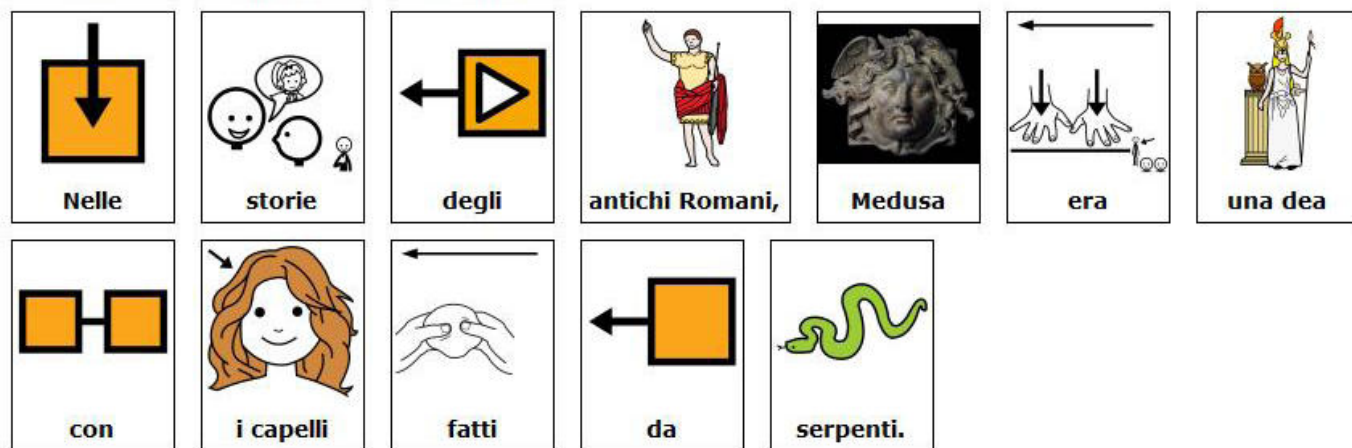 Nelle storie degli antichi Romani, Medusa era una dea
con i capelli fatti da serpenti.